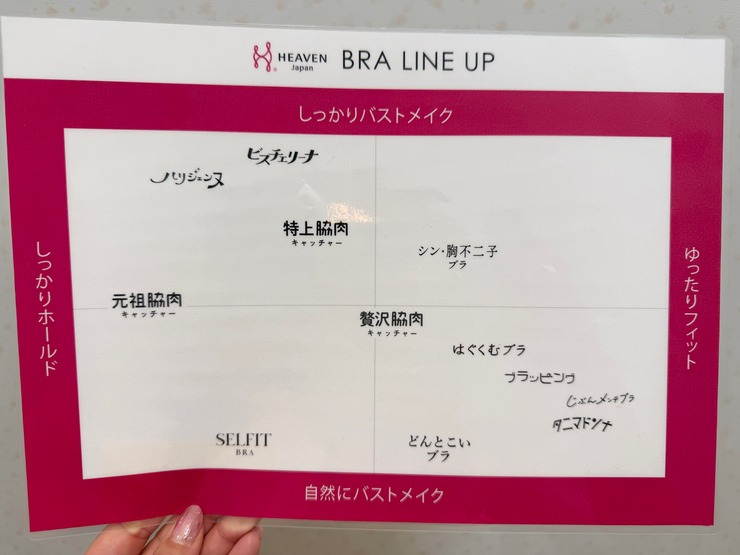 HEAVEN
Japan
BRA LINE UP
しっかりバストメイク
ビスチェリーナ
パリジェンヌ
特上脇肉
キャッチャー
シン・胸不二子
ブラ
しっかりホールド
ゆったりフィット
元祖脇肉
キャッチャー
贅沢脇肉
キャッチャー
はぐくむブラ
ブラッピング
じぶんメンテブラ
タニマドンナ
SELFIT
BRA
どんとこい
ブラ
自然にバストメイク